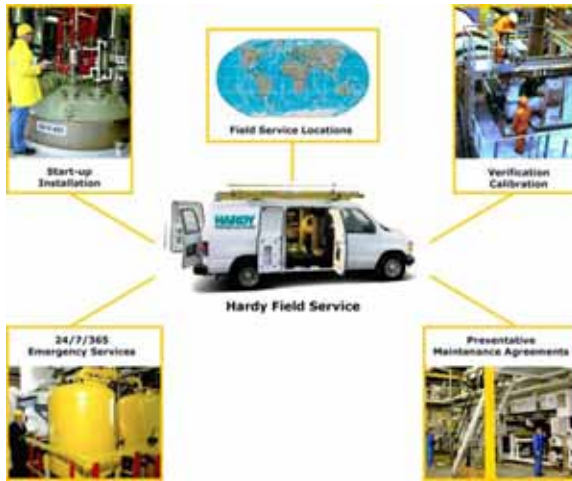 Field Service Locations
Start-up
Installation
Verification
Calibration
HARDY
Hardy Field Service
24/7/365
Emergency Services
Preventative
Maintenance Agreements